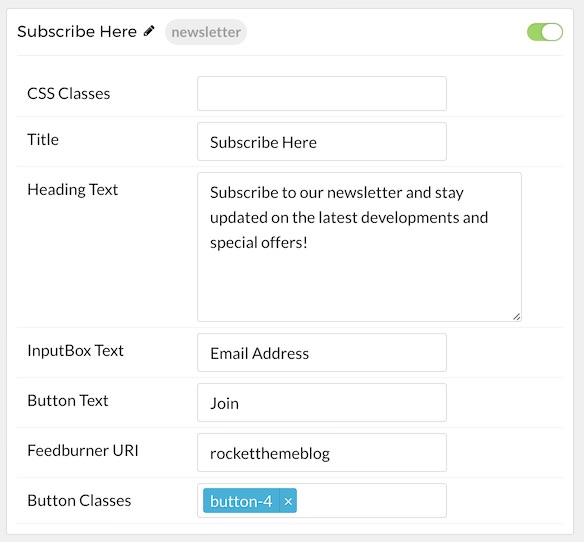 Subscribe Here newsletter
CSS Classes
Title Subscribe Here
Heading Text Subscribe to our newsletter and stay
updated on the latest developments and
special offers!
InputBox Text Email Address
Button Text Join
Feedburner URI rocketthemeblog
Button Classes button-4 ×